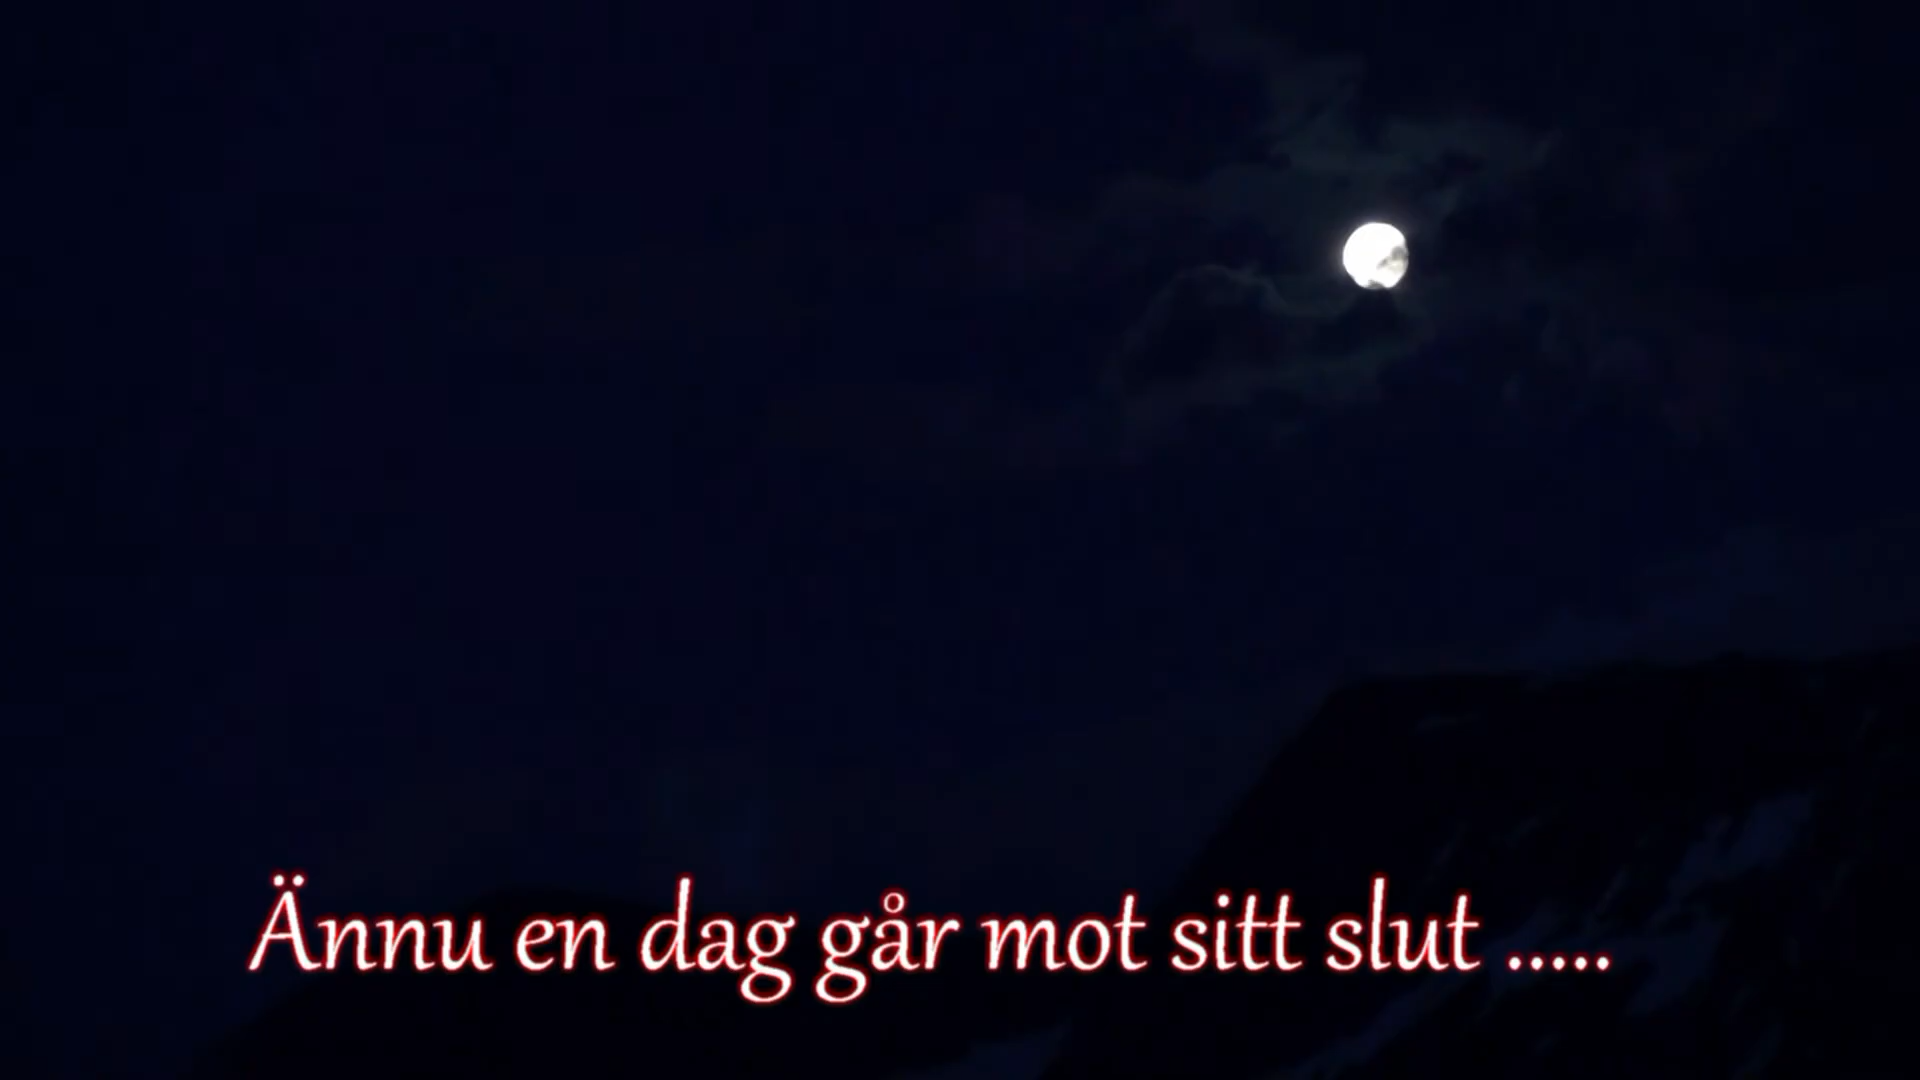 Ännu en dag går mot sitt slut .....